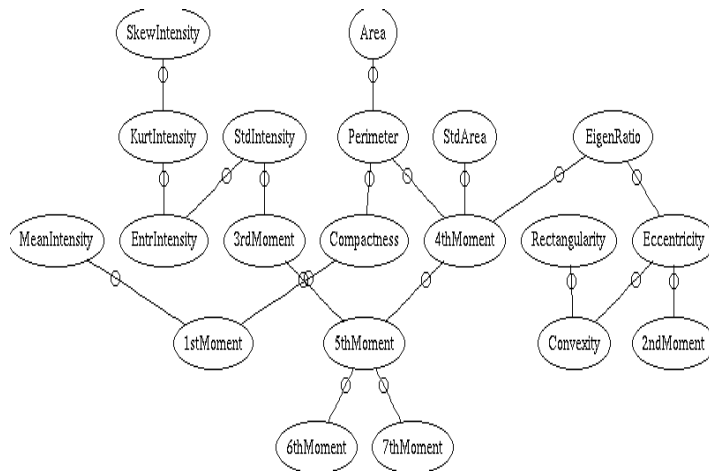 SkewIntensity Area
KurtIntensity StdIntensity Perimeter StdArea EigenRatio
MeanIntensity EntrIntensity 3rdMoment Compactness 4thMoment Rectangularity Eccentricity
1stMoment 5thMoment Convexity 2ndMoment
6thMoment 7thMoment